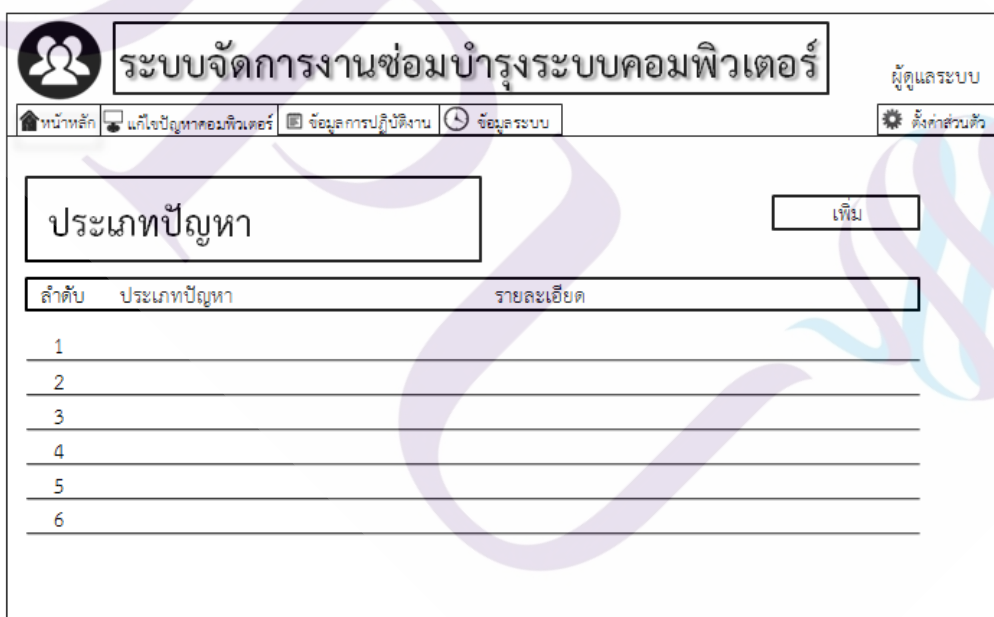 ระบบจัดการงานซ่อมบำรุงระบบคอมพิวเตอร์
ผู้ดูแลระบบ
หน้าหลัก แก้ไขปัญหาคอมพิวเตอร์ ข้อมูลการปฏิบัติงาน ข้อมูลระบบ ตั้งค่าส่วนตัว
ประเภทปัญหา เพิ่ม
ลำดับ ประเภทปัญหา รายละเอียด
1
2
3
4
5
6